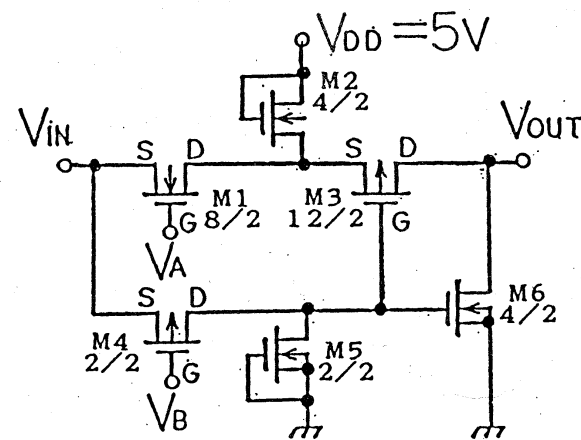 VDD=5V
M2
4/2
VIN
VOUT
S D
S D
M1
8/2
G
VA
M3
12/2
G
S D
M4
2/2
G
VB
M5
2/2
M6
4/2